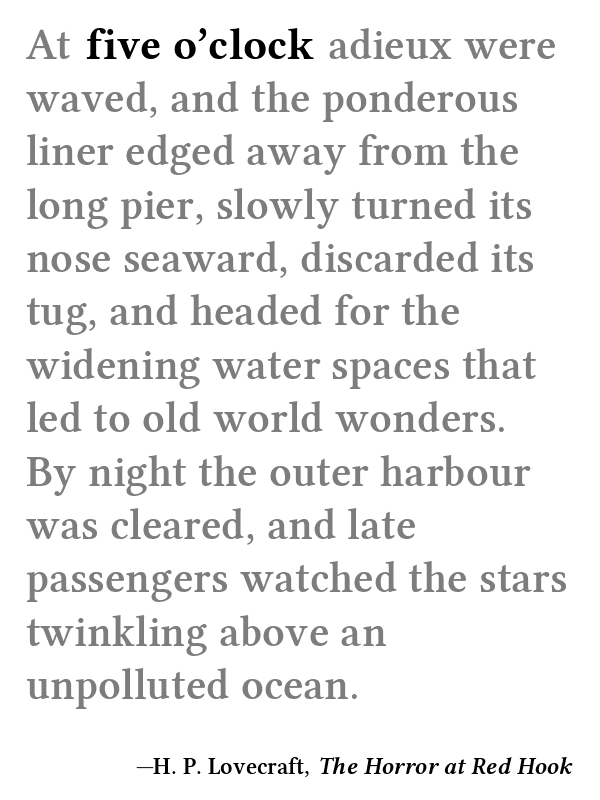 At five o’clock adieux were
waved, and the ponderous
liner edged away from the
long pier, slowly turned its
nose seaward, discarded its
tug, and headed for the
widening water spaces that
led to old world wonders.
By night the outer harbour
was cleared, and late
passengers watched the stars
twinkling above an
unpolluted ocean.
—H. P. Lovecraft, The Horror at Red Hook